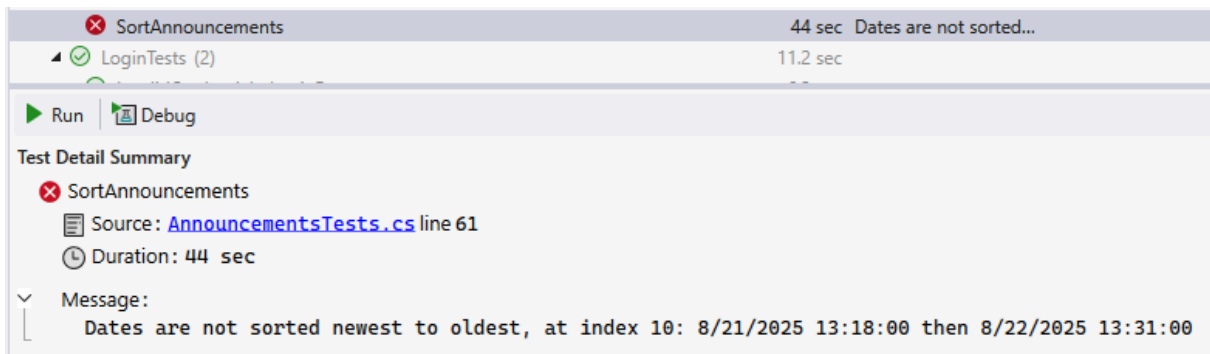 SortAnnouncements 44 sec Dates are not sorted...
LoginTests (2) 11.2 sec
Run Debug
Test Detail Summary
SortAnnouncements
Source: AnnouncementsTests.cs line 61
Duration: 44 sec
Message:
Dates are not sorted newest to oldest, at index 10: 8/21/2025 13:18:00 then 8/22/2025 13:31:00